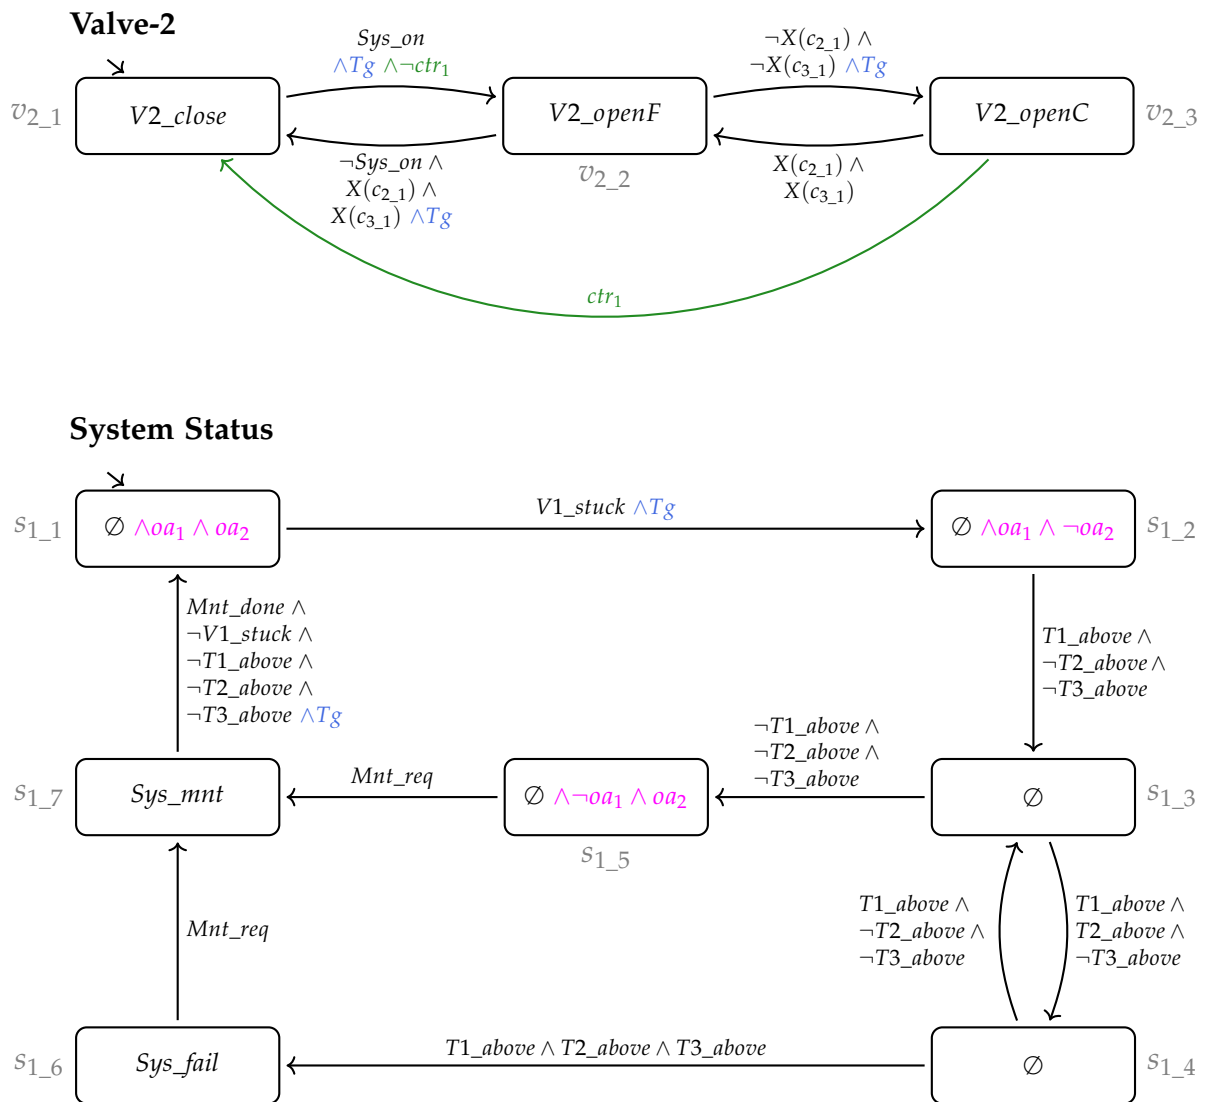 Valve-2
Sys_on
∧Tg ∧¬ctr₁
¬X(c₂_₁) ∧
¬X(c₃_₁) ∧Tg
v₂_₁
V2_close
V2_openF
V2_openC
v₂_₃
¬Sys_on ∧
X(c₂_₁) ∧
X(c₃_₁) ∧Tg
v₂_₂
X(c₂_₁) ∧
X(c₃_₁)
ctr₁
System Status
s₁_₁
∅ ∧oa₁ ∧ oa₂
V1_stuck ∧Tg
∅ ∧oa₁ ∧ ¬oa₂
s₁_₂
Mnt_done ∧
¬V1_stuck ∧
¬T1_above ∧
¬T2_above ∧
¬T3_above ∧Tg
T1_above ∧
¬T2_above ∧
¬T3_above
¬T1_above ∧
¬T2_above ∧
¬T3_above
s₁_₇
Sys_mnt
Mnt_req
∅ ∧¬oa₁ ∧ oa₂
s₁_₅
∅
s₁_₃
Mnt_req
T1_above ∧
¬T2_above ∧
¬T3_above
T1_above ∧
T2_above ∧
¬T3_above
s₁_₆
Sys_fail
T1_above ∧ T2_above ∧ T3_above
∅
s₁_₄